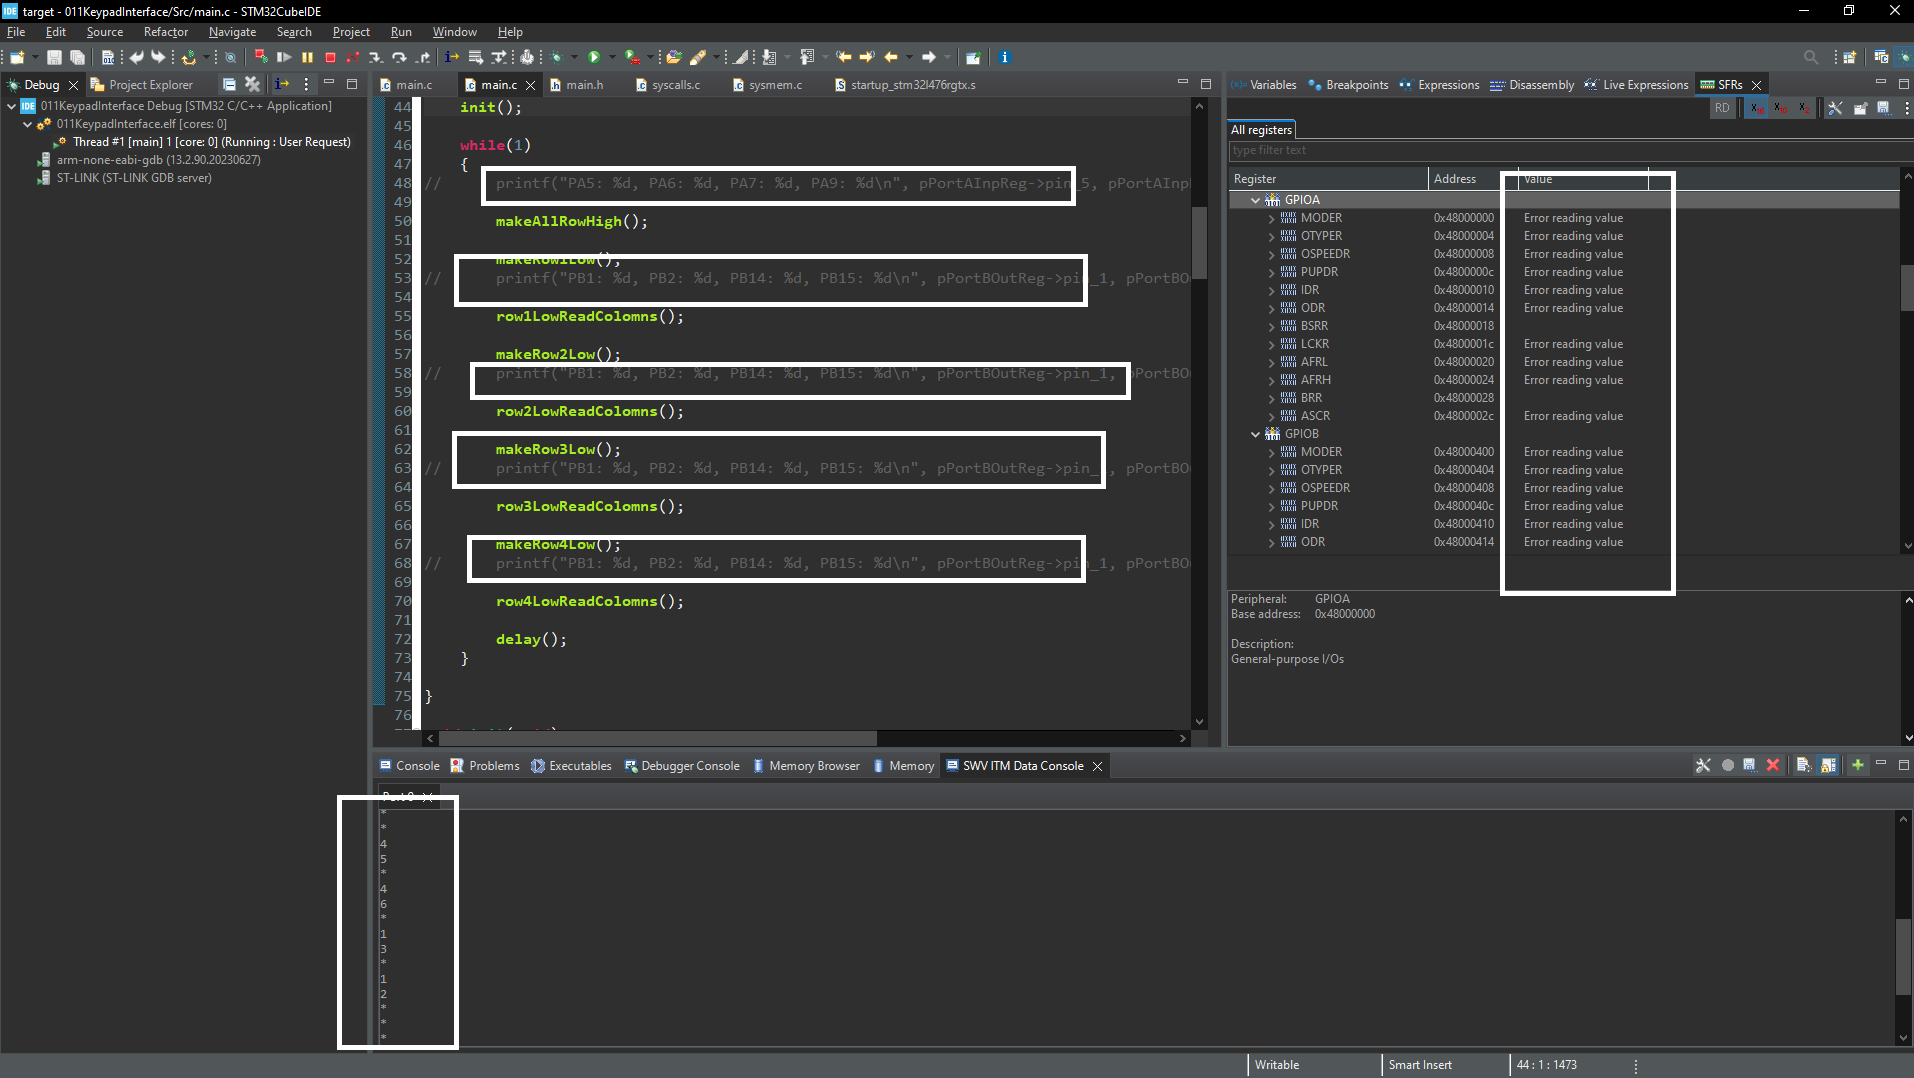 IDE target - 011KeypadInterface/Src/main.c - STM32CubeIDE
File Edit Source Refactor Navigate Search Project Run Window Help
Debug Project Explorer
IDE 011KeypadInterface Debug [STM32 C/C++ Application]
011KeypadInterface.elf [cores: 0]
Thread #1 [main] 1 [core: 0] (Running : User Request)
arm-none-eabi-gdb (13.2.90.20230627)
ST-LINK (ST-LINK GDB server)
main.c main.c main.h syscalls.c sysmem.c startup_stm32l476rgtx.s
44 init();
45
46 while(1)
47 {
48 // printf("PA5: %d, PA6: %d, PA7: %d, PA9: %d\n", pPortAInpReg->pin_5, pPortAInp
49
50 makeAllRowHigh();
51
52 makeRow1Low();
53 // printf("PB1: %d, PB2: %d, PB14: %d, PB15: %d\n", pPortBOutReg->pin_1, pPortBO
54
55 row1LowReadColomns();
56
57 makeRow2Low();
58 // printf("PB1: %d, PB2: %d, PB14: %d, PB15: %d\n", pPortBOutReg->pin_1, pPortBO
59
60 row2LowReadColomns();
61
62 makeRow3Low();
63 // printf("PB1: %d, PB2: %d, PB14: %d, PB15: %d\n", pPortBOutReg->pin_1, pPortBO
64
65 row3LowReadColomns();
66
67 makeRow4Low();
68 // printf("PB1: %d, PB2: %d, PB14: %d, PB15: %d\n", pPortBOutReg->pin_1, pPortBO
69
70 row4LowReadColomns();
71
72 delay();
73 }
74
75 }
76
Variables Breakpoints Expressions Disassembly Live Expressions SFRs
RD X₁₆ X₁₀ X₂
All registers
type filter text
Register Address Value
GPIOA
MODER 0x48000000 Error reading value
OTYPER 0x48000004 Error reading value
OSPEEDR 0x48000008 Error reading value
PUPDR 0x4800000c Error reading value
IDR 0x48000010 Error reading value
ODR 0x48000014 Error reading value
BSRR 0x48000018
LCKR 0x4800001c Error reading value
AFRL 0x48000020 Error reading value
AFRH 0x48000024 Error reading value
BRR 0x48000028
ASCR 0x4800002c Error reading value
GPIOB
MODER 0x48000400 Error reading value
OTYPER 0x48000404 Error reading value
OSPEEDR 0x48000408 Error reading value
PUPDR 0x4800040c Error reading value
IDR 0x48000410 Error reading value
ODR 0x48000414 Error reading value
Peripheral: GPIOA
Base address: 0x48000000
Description:
General-purpose I/Os
Console Problems Executables Debugger Console Memory Browser Memory SWV ITM Data Console
Port 0
*
*
4
5
*
4
6
*
1
3
*
1
2
*
*
*
Writable Smart Insert 44 : 1 : 1473